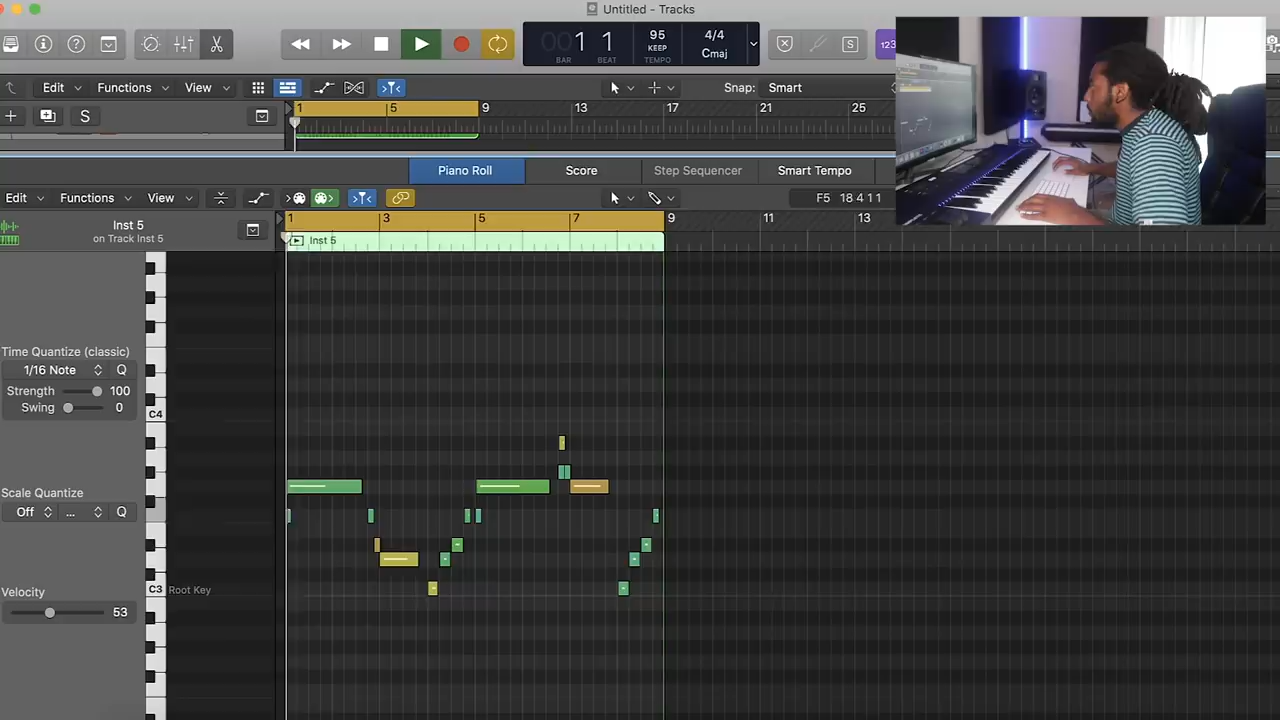 Untitled - Tracks
00 1 1 95 4/4
KEEP Cmaj
BAR BEAT TEMPO
123
Edit Functions View Snap: Smart
S
1 5 9 13 17 21 25
Piano Roll Score Step Sequencer Smart Tempo
Edit Functions View F5 18 4 1 1
Inst 5
on Track Inst 5
1 3 5 7 9 11 13
Inst 5
Time Quantize (classic)
1/16 Note Q
Strength 100
Swing 0
C4
Scale Quantize
Off ... Q
C3 Root Key
Velocity
53